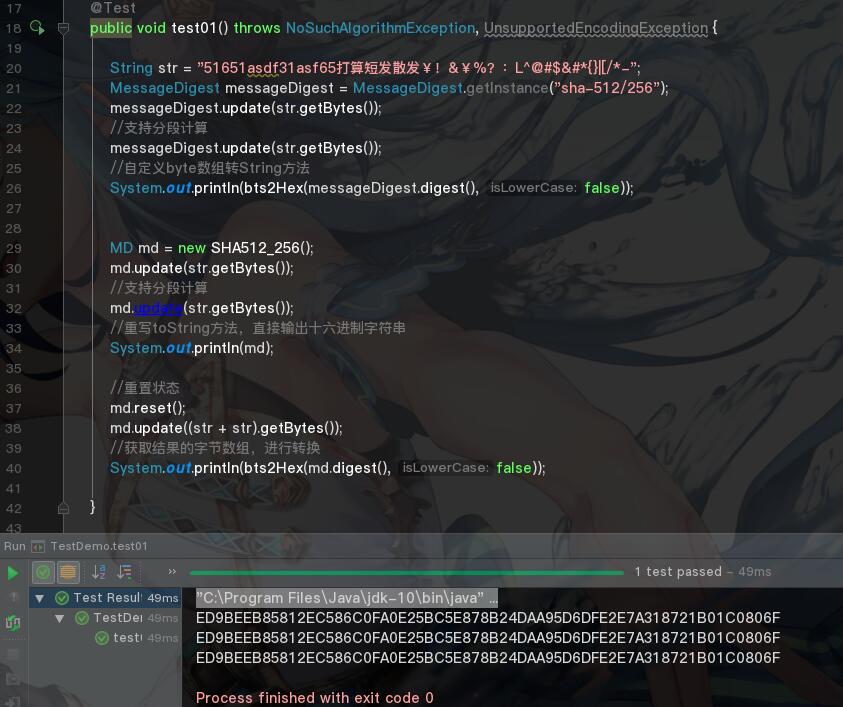 17 @Test
18 public void test01() throws NoSuchAlgorithmException, UnsupportedEncodingException {
19
20 String str = "51651asdf31asf65打算短发散发￥！＆￥%？：L^@#$&#*{}|[/*-";
21 MessageDigest messageDigest = MessageDigest.getInstance("sha-512/256");
22 messageDigest.update(str.getBytes());
23 //支持分段计算
24 messageDigest.update(str.getBytes());
25 //自定义byte数组转String方法
26 System.out.println(bts2Hex(messageDigest.digest(), isLowerCase: false));
27
28
29 MD md = new SHA512_256();
30 md.update(str.getBytes());
31 //支持分段计算
32 md.update(str.getBytes());
33 //重写toString方法，直接输出十六进制字符串
34 System.out.println(md);
35
36 //重置状态
37 md.reset();
38 md.update((str + str).getBytes());
39 //获取结果的字节数组，进行转换
40 System.out.println(bts2Hex(md.digest(), isLowerCase: false));
41
42 }
43
Run TestDemo.test01
» 1 test passed – 49ms
Test Resul 49ms "C:\Program Files\Java\jdk-10\bin\java" ...
TestDe 49ms ED9BEEB85812EC586C0FA0E25BC5E878B24DAA95D6DFE2E7A318721B01C0806F
test 49ms ED9BEEB85812EC586C0FA0E25BC5E878B24DAA95D6DFE2E7A318721B01C0806F
ED9BEEB85812EC586C0FA0E25BC5E878B24DAA95D6DFE2E7A318721B01C0806F
Process finished with exit code 0